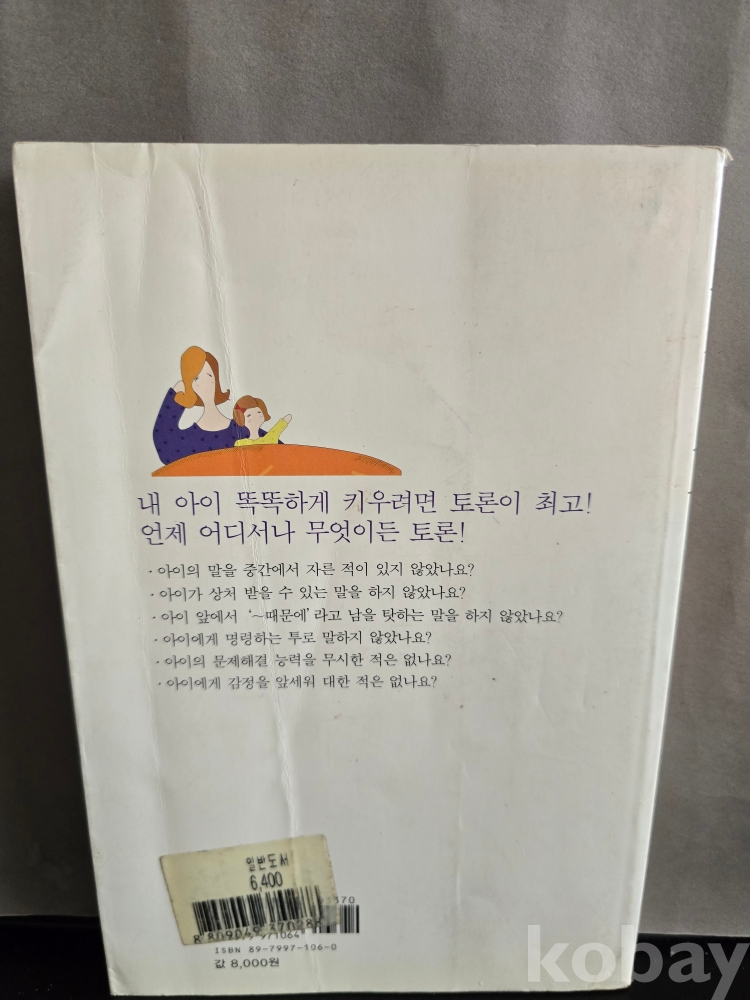 내 아이 똑똑하게 키우려면 토론이 최고!
언제 어디서나 무엇이든 토론!
· 아이의 말을 중간에서 자른 적이 있지 않았나요?
· 아이가 상처 받을 수 있는 말을 하지 않았나요?
· 아이 앞에서 '~때문에'라고 남을 탓하는 말을 하지 않았나요?
· 아이에게 명령하는 투로 말하지 않았나요?
· 아이의 문제해결 능력을 무시한 적은 없나요?
· 아이에게 감정을 앞세워 대한 적은 없나요?
일반도서
6,400
ISBN 89-7997-106-0
값 8,000원
kobay